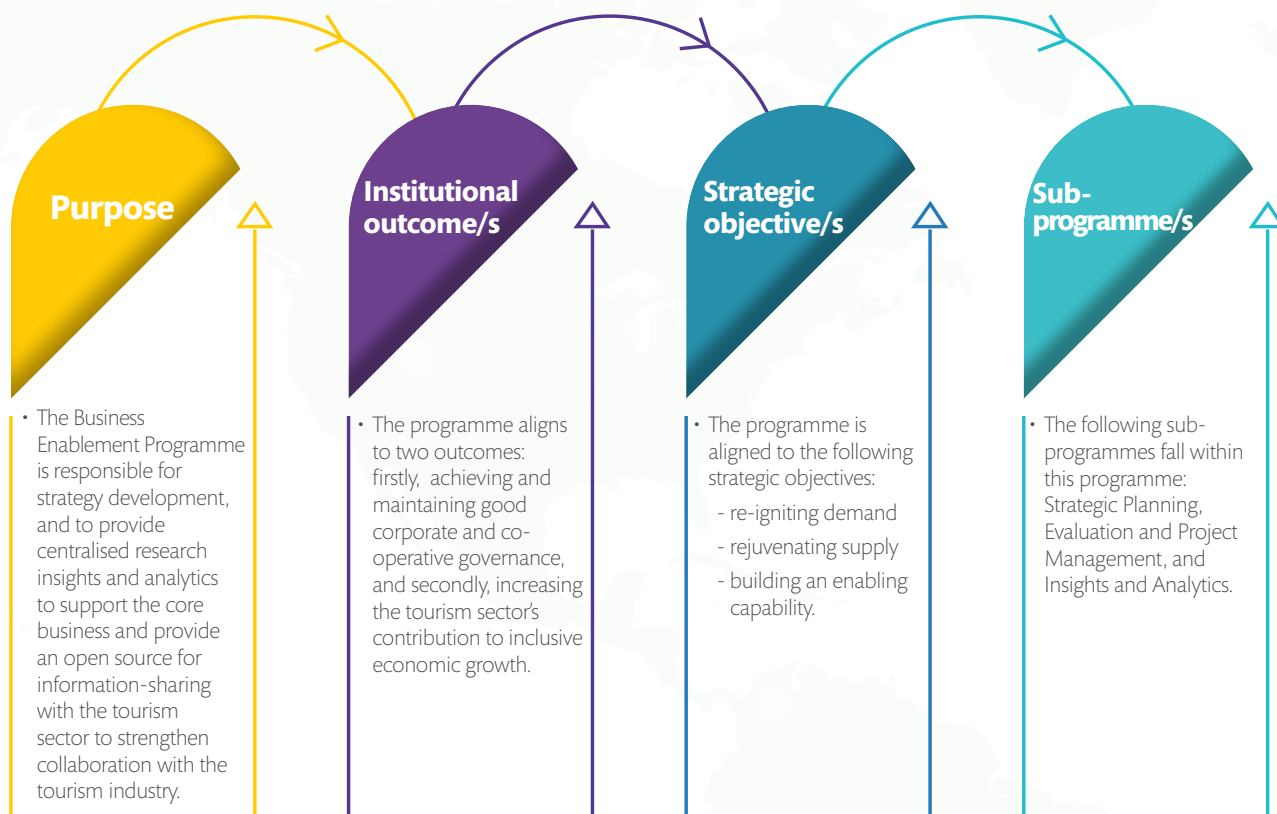 Purpose
• The Business
Enablement Programme
is responsible for
strategy development,
and to provide
centralised research
insights and analytics
to support the core
business and provide
an open source for
information-sharing
with the tourism
sector to strengthen
collaboration with the
tourism industry.
Institutional
outcome/s
• The programme aligns
to two outcomes:
firstly, achieving and
maintaining good
corporate and co-
operative governance,
and secondly, increasing
the tourism sector's
contribution to inclusive
economic growth.
Strategic
objective/s
• The programme is
aligned to the following
strategic objectives:
- re-igniting demand
- rejuvenating supply
- building an enabling
capability.
Sub-
programme/s
• The following sub-
programmes fall within
this programme:
Strategic Planning,
Evaluation and Project
Management, and
Insights and Analytics.